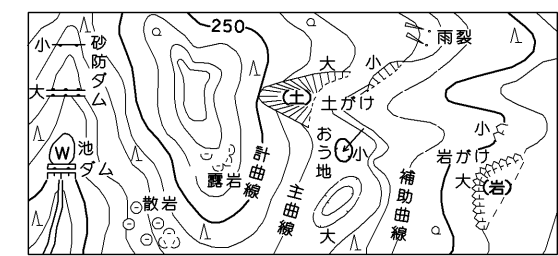 250
小
砂防ダム
大
W
池
ダム
散岩
露岩
計曲線
主曲線
大
(土)
土がけ
小
おう地
小
大
補助曲線
雨裂
小
岩がけ
大
(岩)